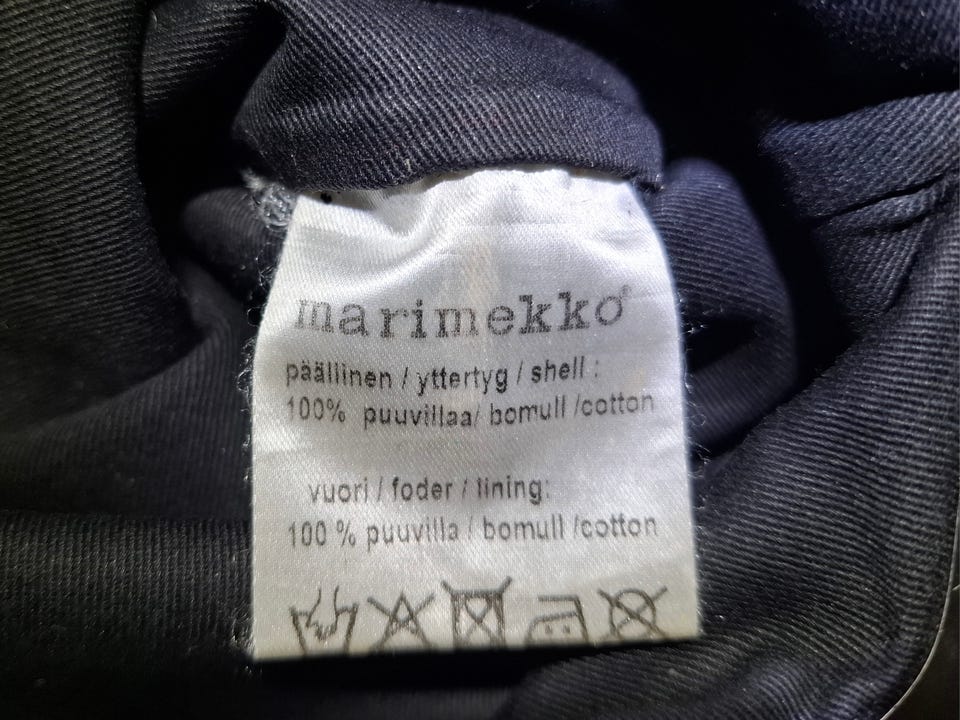 marimekko®
päällinen / yttertyg / shell :
100% puuvillaa/ bomull /cotton
vuori / foder / lining:
100 % puuvilla / bomull /cotton